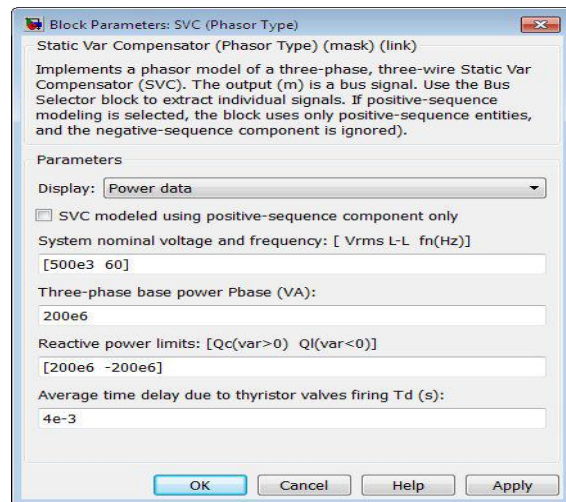 Block Parameters: SVC (Phasor Type)
Static Var Compensator (Phasor Type) (mask) (link)
Implements a phasor model of a three-phase, three-wire Static Var
Compensator (SVC). The output (m) is a bus signal. Use the Bus
Selector block to extract individual signals. If positive-sequence
modeling is selected, the block uses only positive-sequence entities,
and the negative-sequence component is ignored).
Parameters
Display: Power data
SVC modeled using positive-sequence component only
System nominal voltage and frequency: [ Vrms L-L  fn(Hz)]
[500e3  60]
Three-phase base power Pbase (VA):
200e6
Reactive power limits: [Qc(var>0)  Ql(var<0)]
[200e6 -200e6]
Average time delay due to thyristor valves firing Td (s):
4e-3
OK Cancel Help Apply